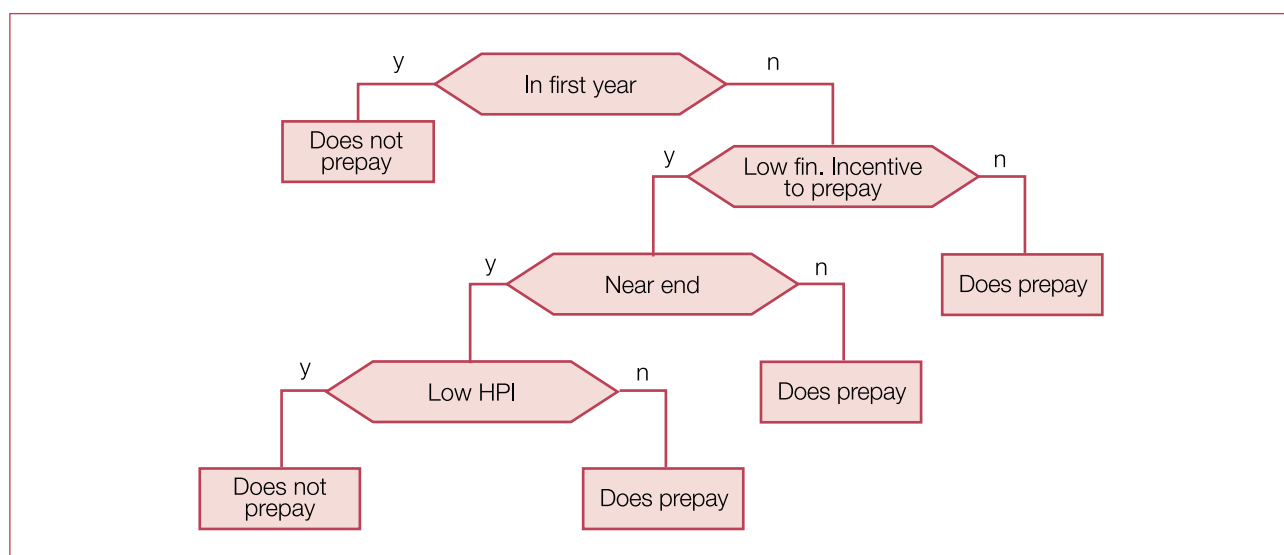 y
In first year
n
Does not
prepay
y
Low fin. Incentive
to prepay
n
y
Near end
n
Does prepay
y
Low HPI
n
Does prepay
Does not
prepay
Does prepay